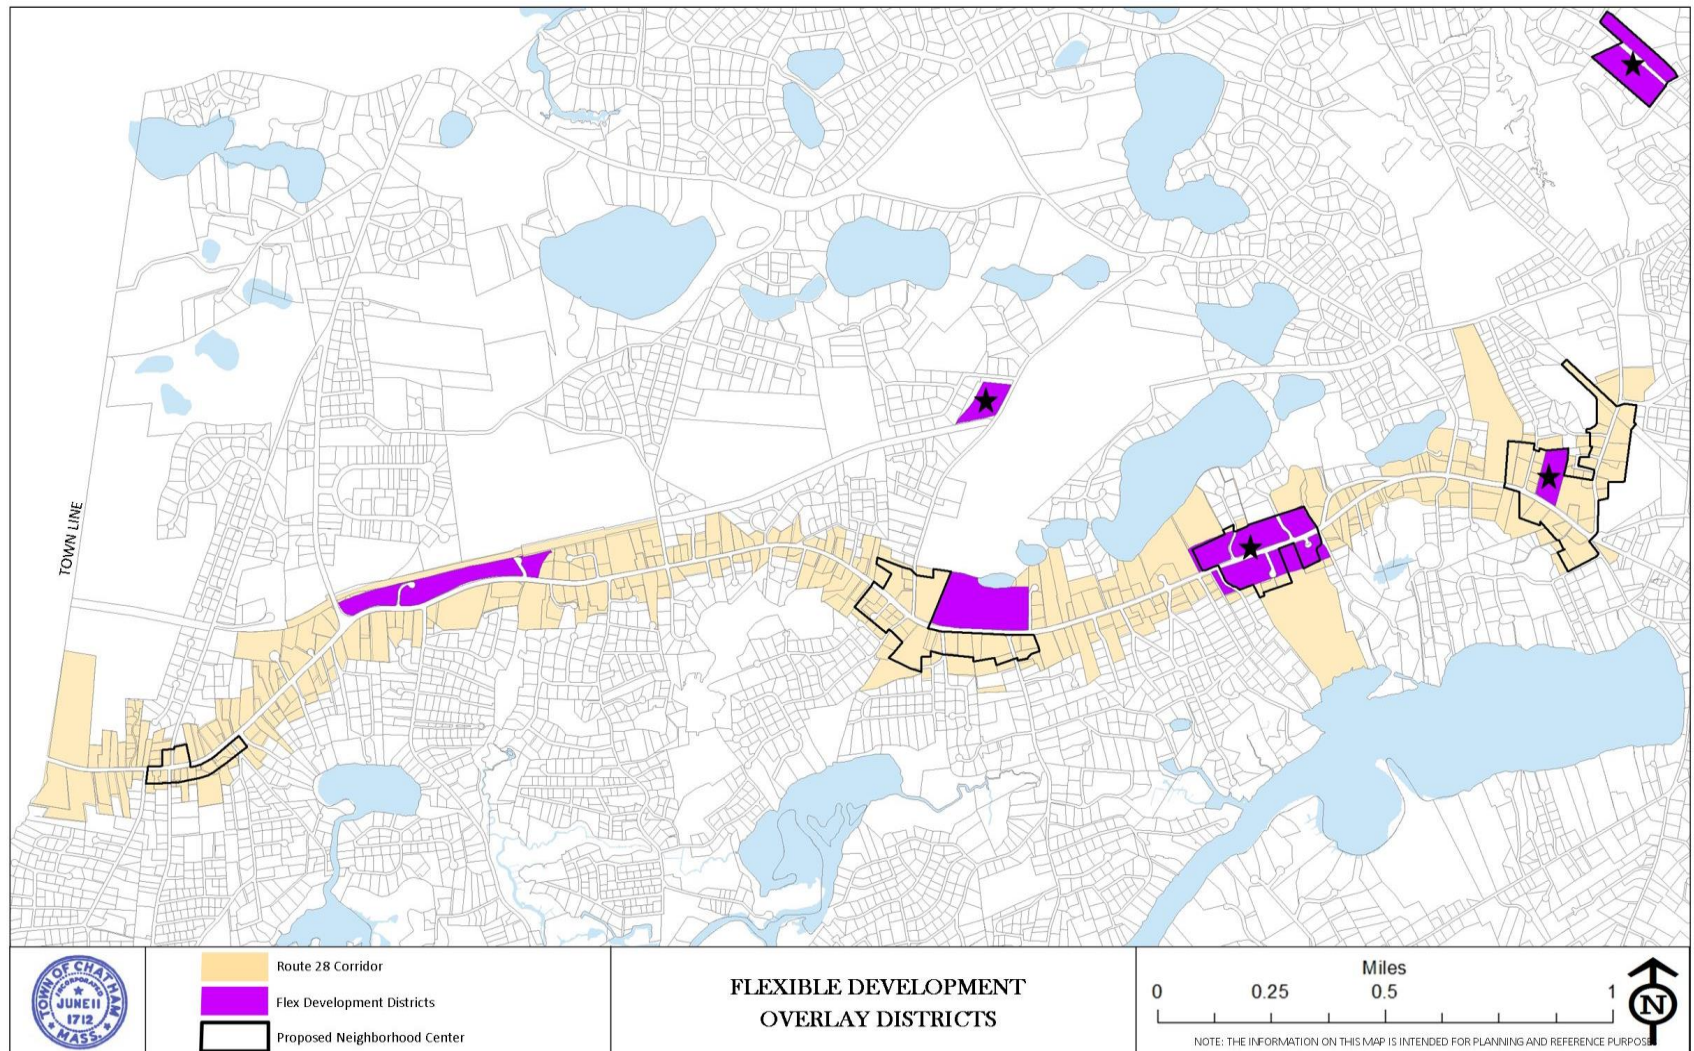 TOWN LINE
TOWN OF CHATHAM
INCORPORATED
JUNE 11
1712
MASS.
Route 28 Corridor
Flex Development Districts
Proposed Neighborhood Center
FLEXIBLE DEVELOPMENT
OVERLAY DISTRICTS
Miles
0 0.25 0.5 1
N
NOTE: THE INFORMATION ON THIS MAP IS INTENDED FOR PLANNING AND REFERENCE PURPOSE